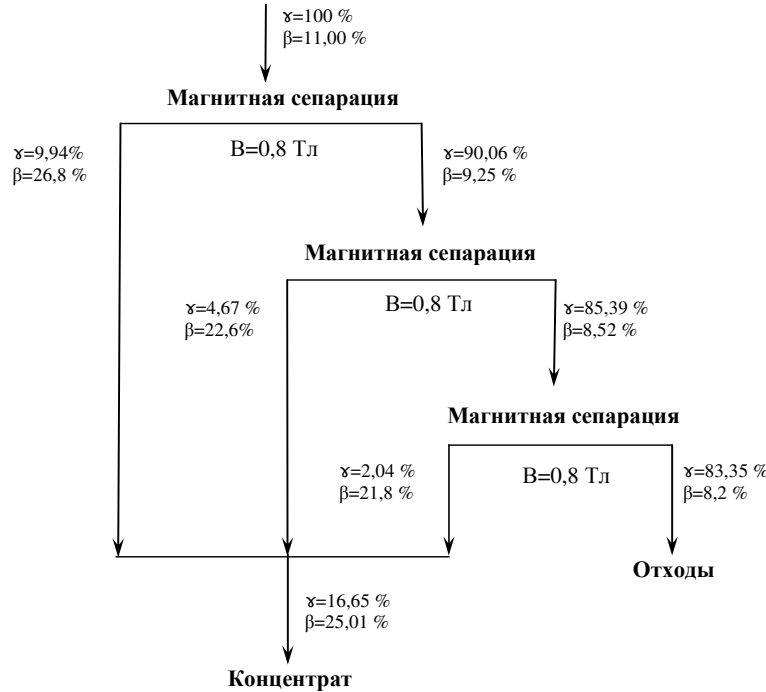 ɤ=100 %
β=11,00 %
Магнитная сепарация
B=0,8 Тл
ɤ=9,94%
β=26,8 %
ɤ=90,06 %
β=9,25 %
Магнитная сепарация
B=0,8 Тл
ɤ=4,67 %
β=22,6%
ɤ=85,39 %
β=8,52 %
Магнитная сепарация
B=0,8 Тл
ɤ=2,04 %
β=21,8 %
ɤ=83,35 %
β=8,2 %
Отходы
ɤ=16,65 %
β=25,01 %
Концентрат